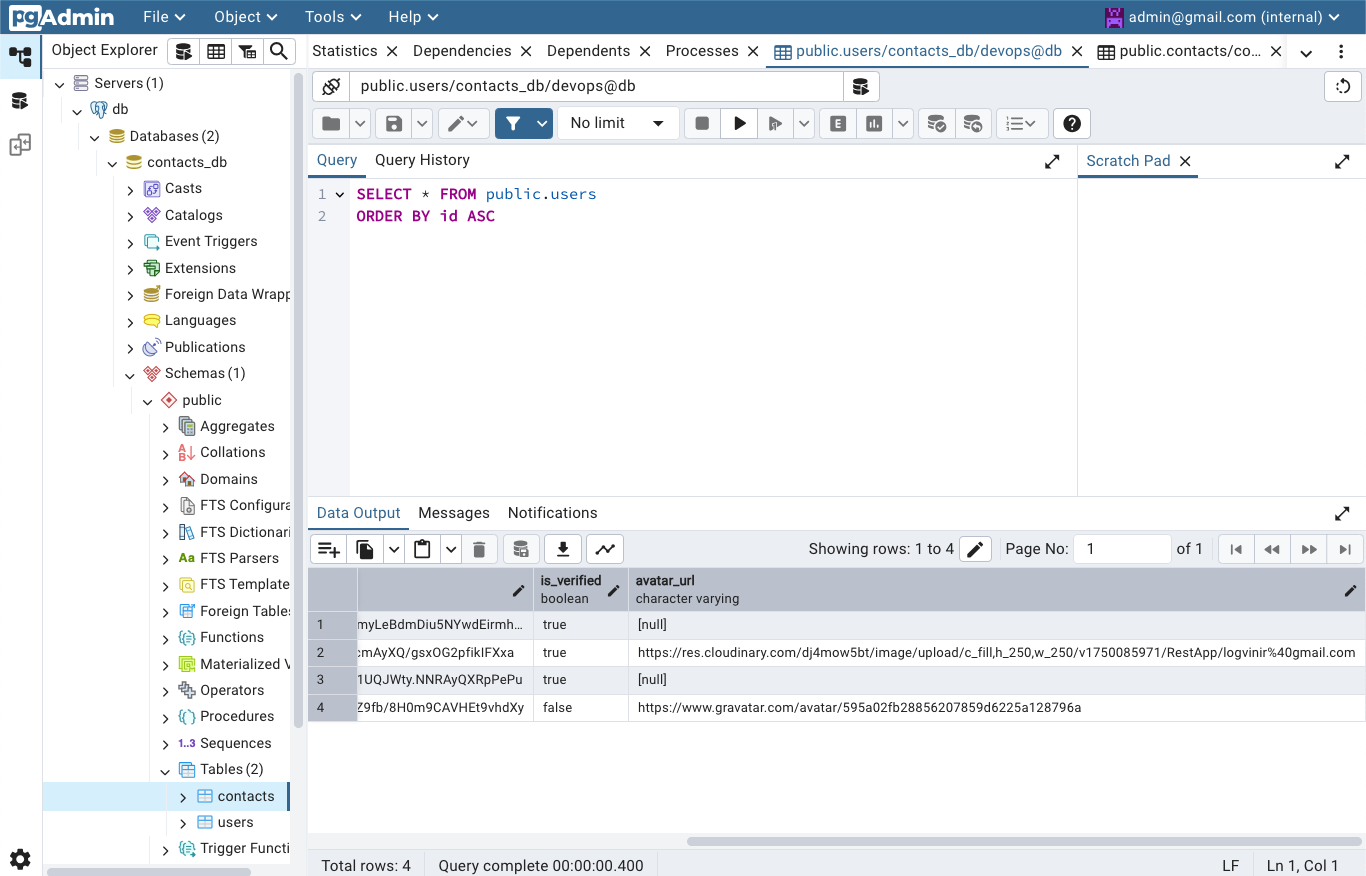 pgAdmin File Object Tools Help admin@gmail.com (internal)
Object Explorer
Statistics Dependencies Dependents Processes public.users/contacts_db/devops@db public.contacts/co...
Servers (1)
db
Databases (2)
contacts_db
Casts
Catalogs
Event Triggers
Extensions
Foreign Data Wrapp
Languages
Publications
Schemas (1)
public
Aggregates
Collations
Domains
FTS Configura
FTS Dictionari
Aa FTS Parsers
FTS Template
Foreign Tables
Functions
Materialized V
Operators
Procedures
1..3 Sequences
Tables (2)
contacts
users
Trigger Functi
public.users/contacts_db/devops@db
No limit
E
Query Query History
Scratch Pad
1 SELECT * FROM public.users
2 ORDER BY id ASC
Data Output Messages Notifications
Showing rows: 1 to 4 Page No: 1 of 1
is_verified avatar_url
boolean character varying
1 myLeBdmDiu5NYwdEirmh... true [null]
2 cmAyXQ/gsxOG2pfikIFXxa true https://res.cloudinary.com/dj4mow5bt/image/upload/c_fill,h_250,w_250/v1750085971/RestApp/logvinir%40gmail.com
3 1UQJWty.NNRAyQXRpPePu true [null]
4 Z9fb/8H0m9CAVHEt9vhdXy false https://www.gravatar.com/avatar/595a02fb28856207859d6225a128796a
Total rows: 4 Query complete 00:00:00.400 LF Ln 1, Col 1